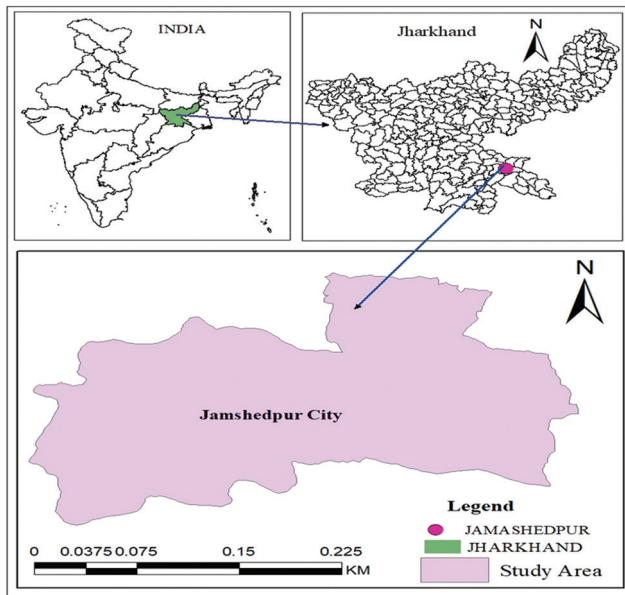 INDIA
Jharkhand
N
N
Jamshedpur City
Legend
JAMASHEDPUR
JHARKHAND
Study Area
0 0.0375 0.075 0.15 0.225
KM